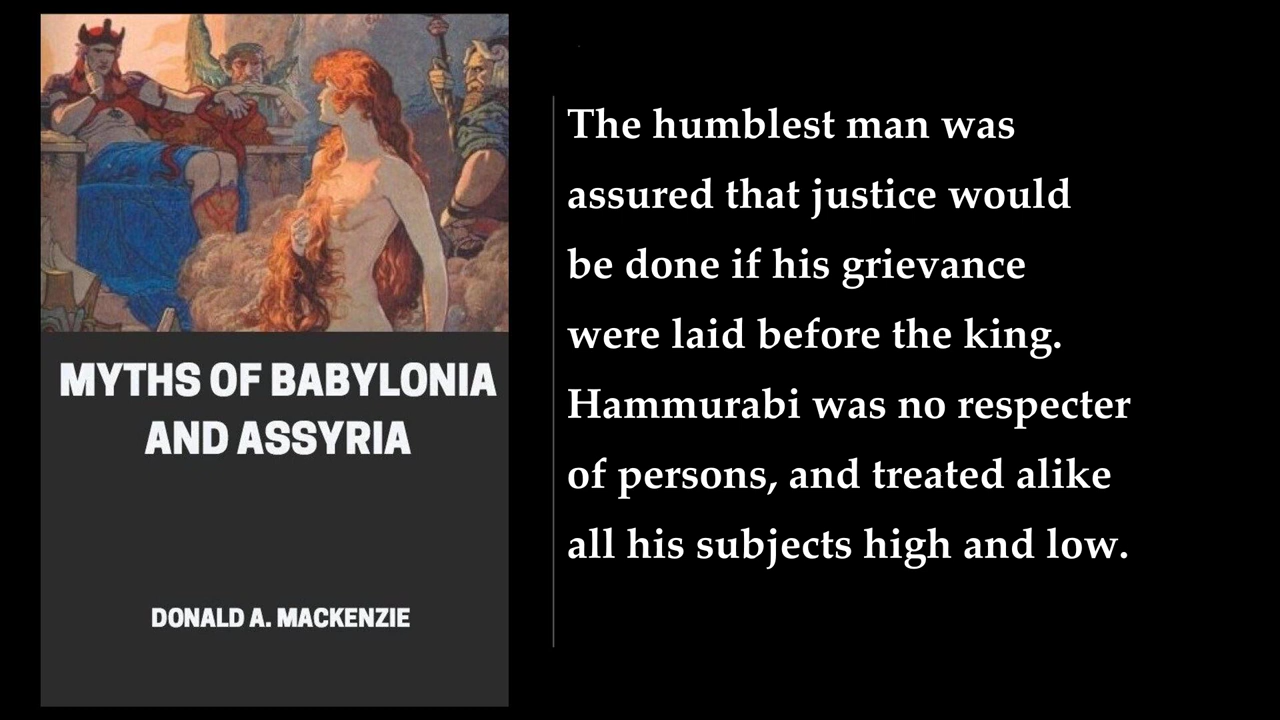 MYTHS OF BABYLONIA
AND ASSYRIA
DONALD A. MACKENZIE
The humblest man was
assured that justice would
be done if his grievance
were laid before the king.
Hammurabi was no respecter
of persons, and treated alike
all his subjects high and low.